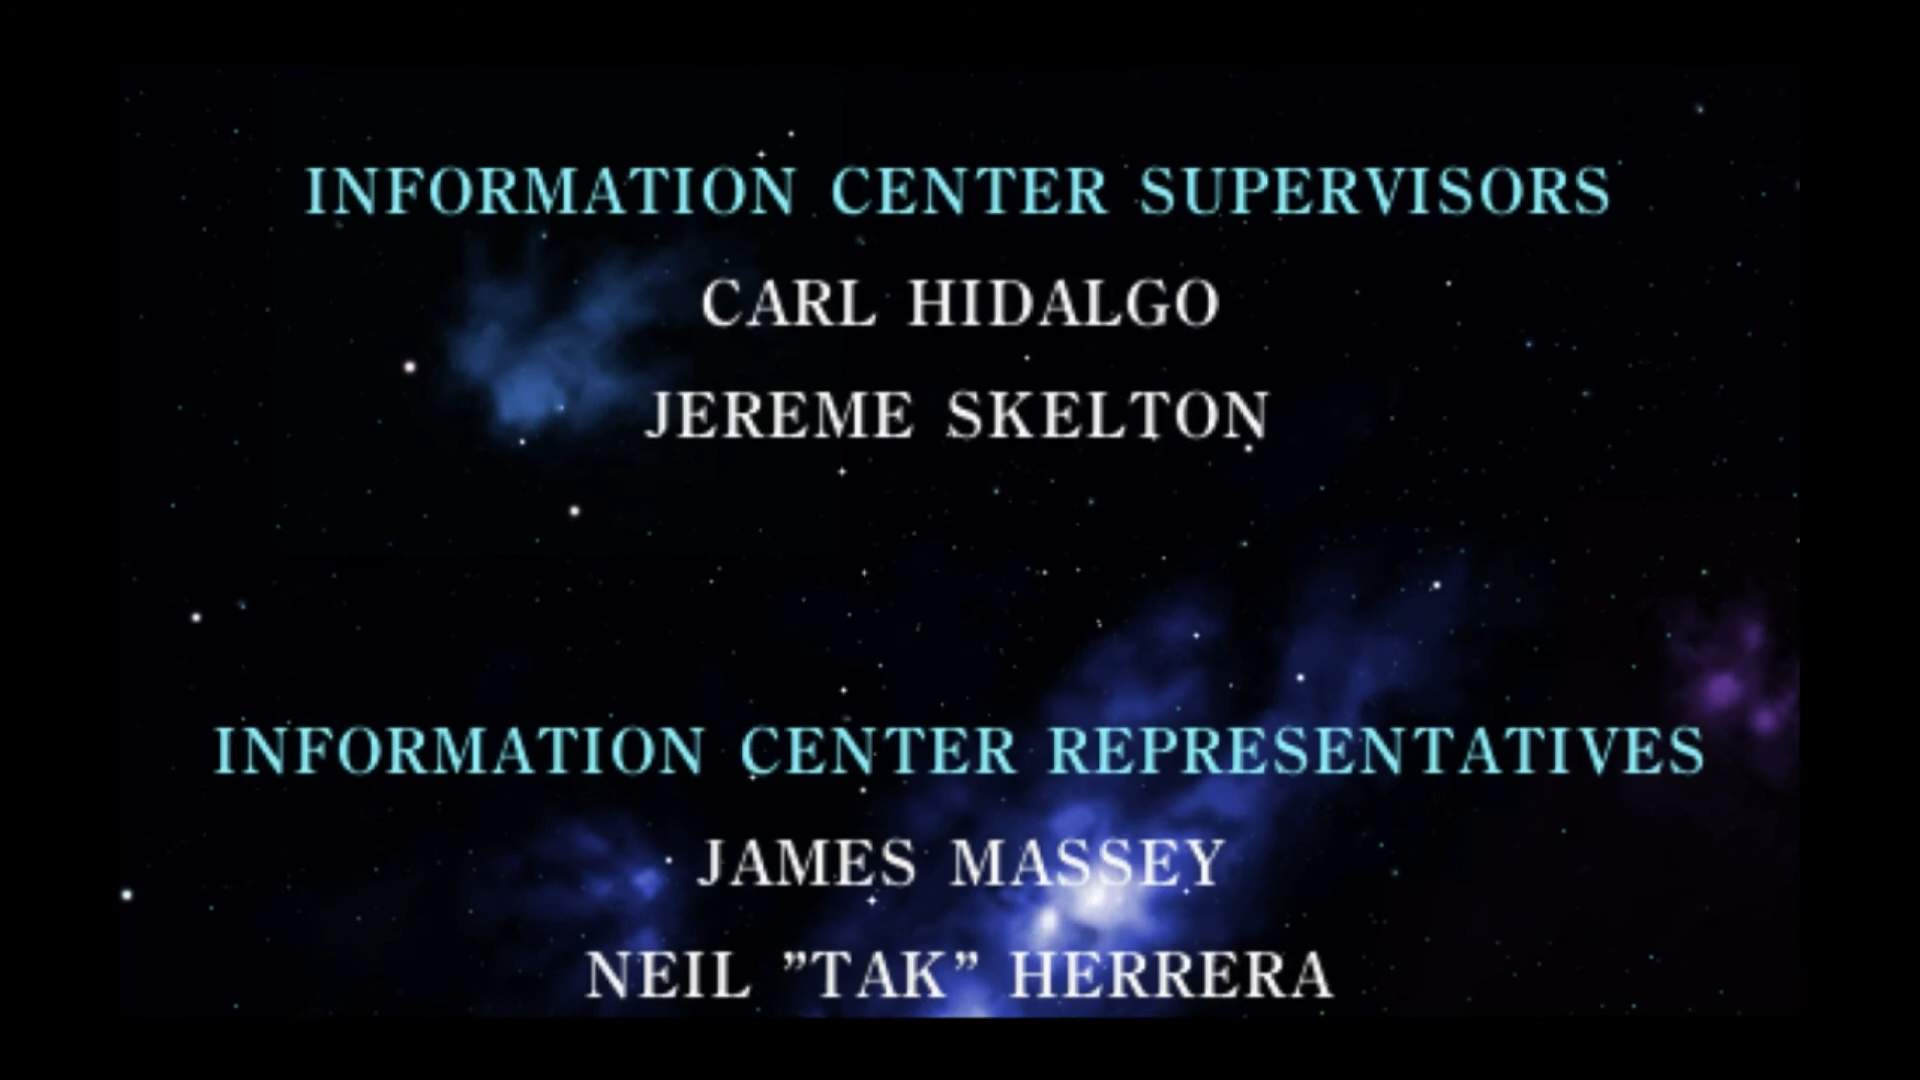 INFORMATION CENTER SUPERVISORS
CARL HIDALGO
JEREME SKELTON
INFORMATION CENTER REPRESENTATIVES
JAMES MASSEY
NEIL ”TAK” HERRERA